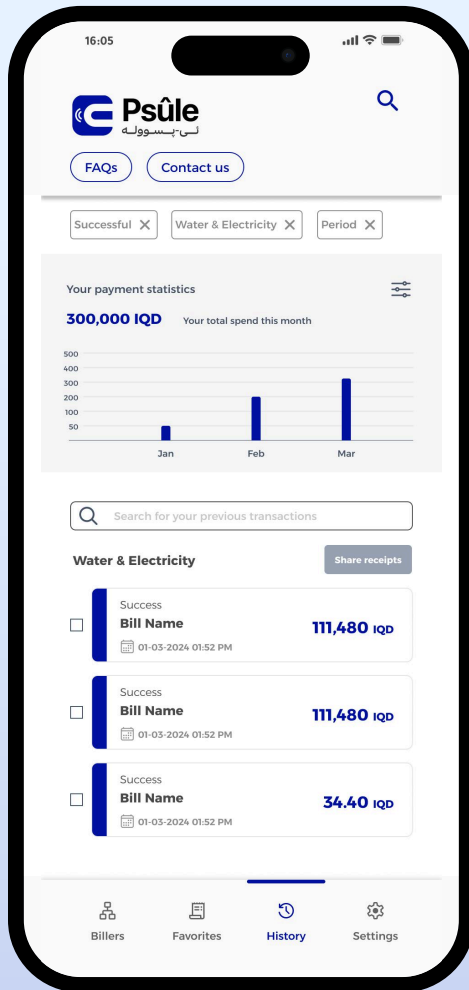 16:05
Psûle
ئـی-پــســوولـه
FAQs
Contact us
Successful
Water & Electricity
Period
Your payment statistics
300,000 IQD Your total spend this month
500
400
300
200
100
50
Jan Feb Mar
Search for your previous transactions
Water & Electricity
Share receipts
Success
Bill Name
111,480 IQD
01-03-2024 01:52 PM
Success
Bill Name
111,480 IQD
01-03-2024 01:52 PM
Success
Bill Name
34.40 IQD
01-03-2024 01:52 PM
Billers Favorites History Settings